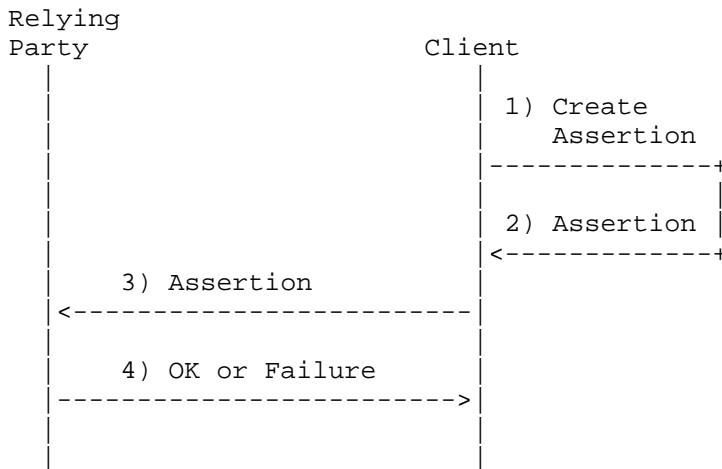 Relying
Party Client
1) Create
Assertion
2) Assertion
3) Assertion
4) OK or Failure